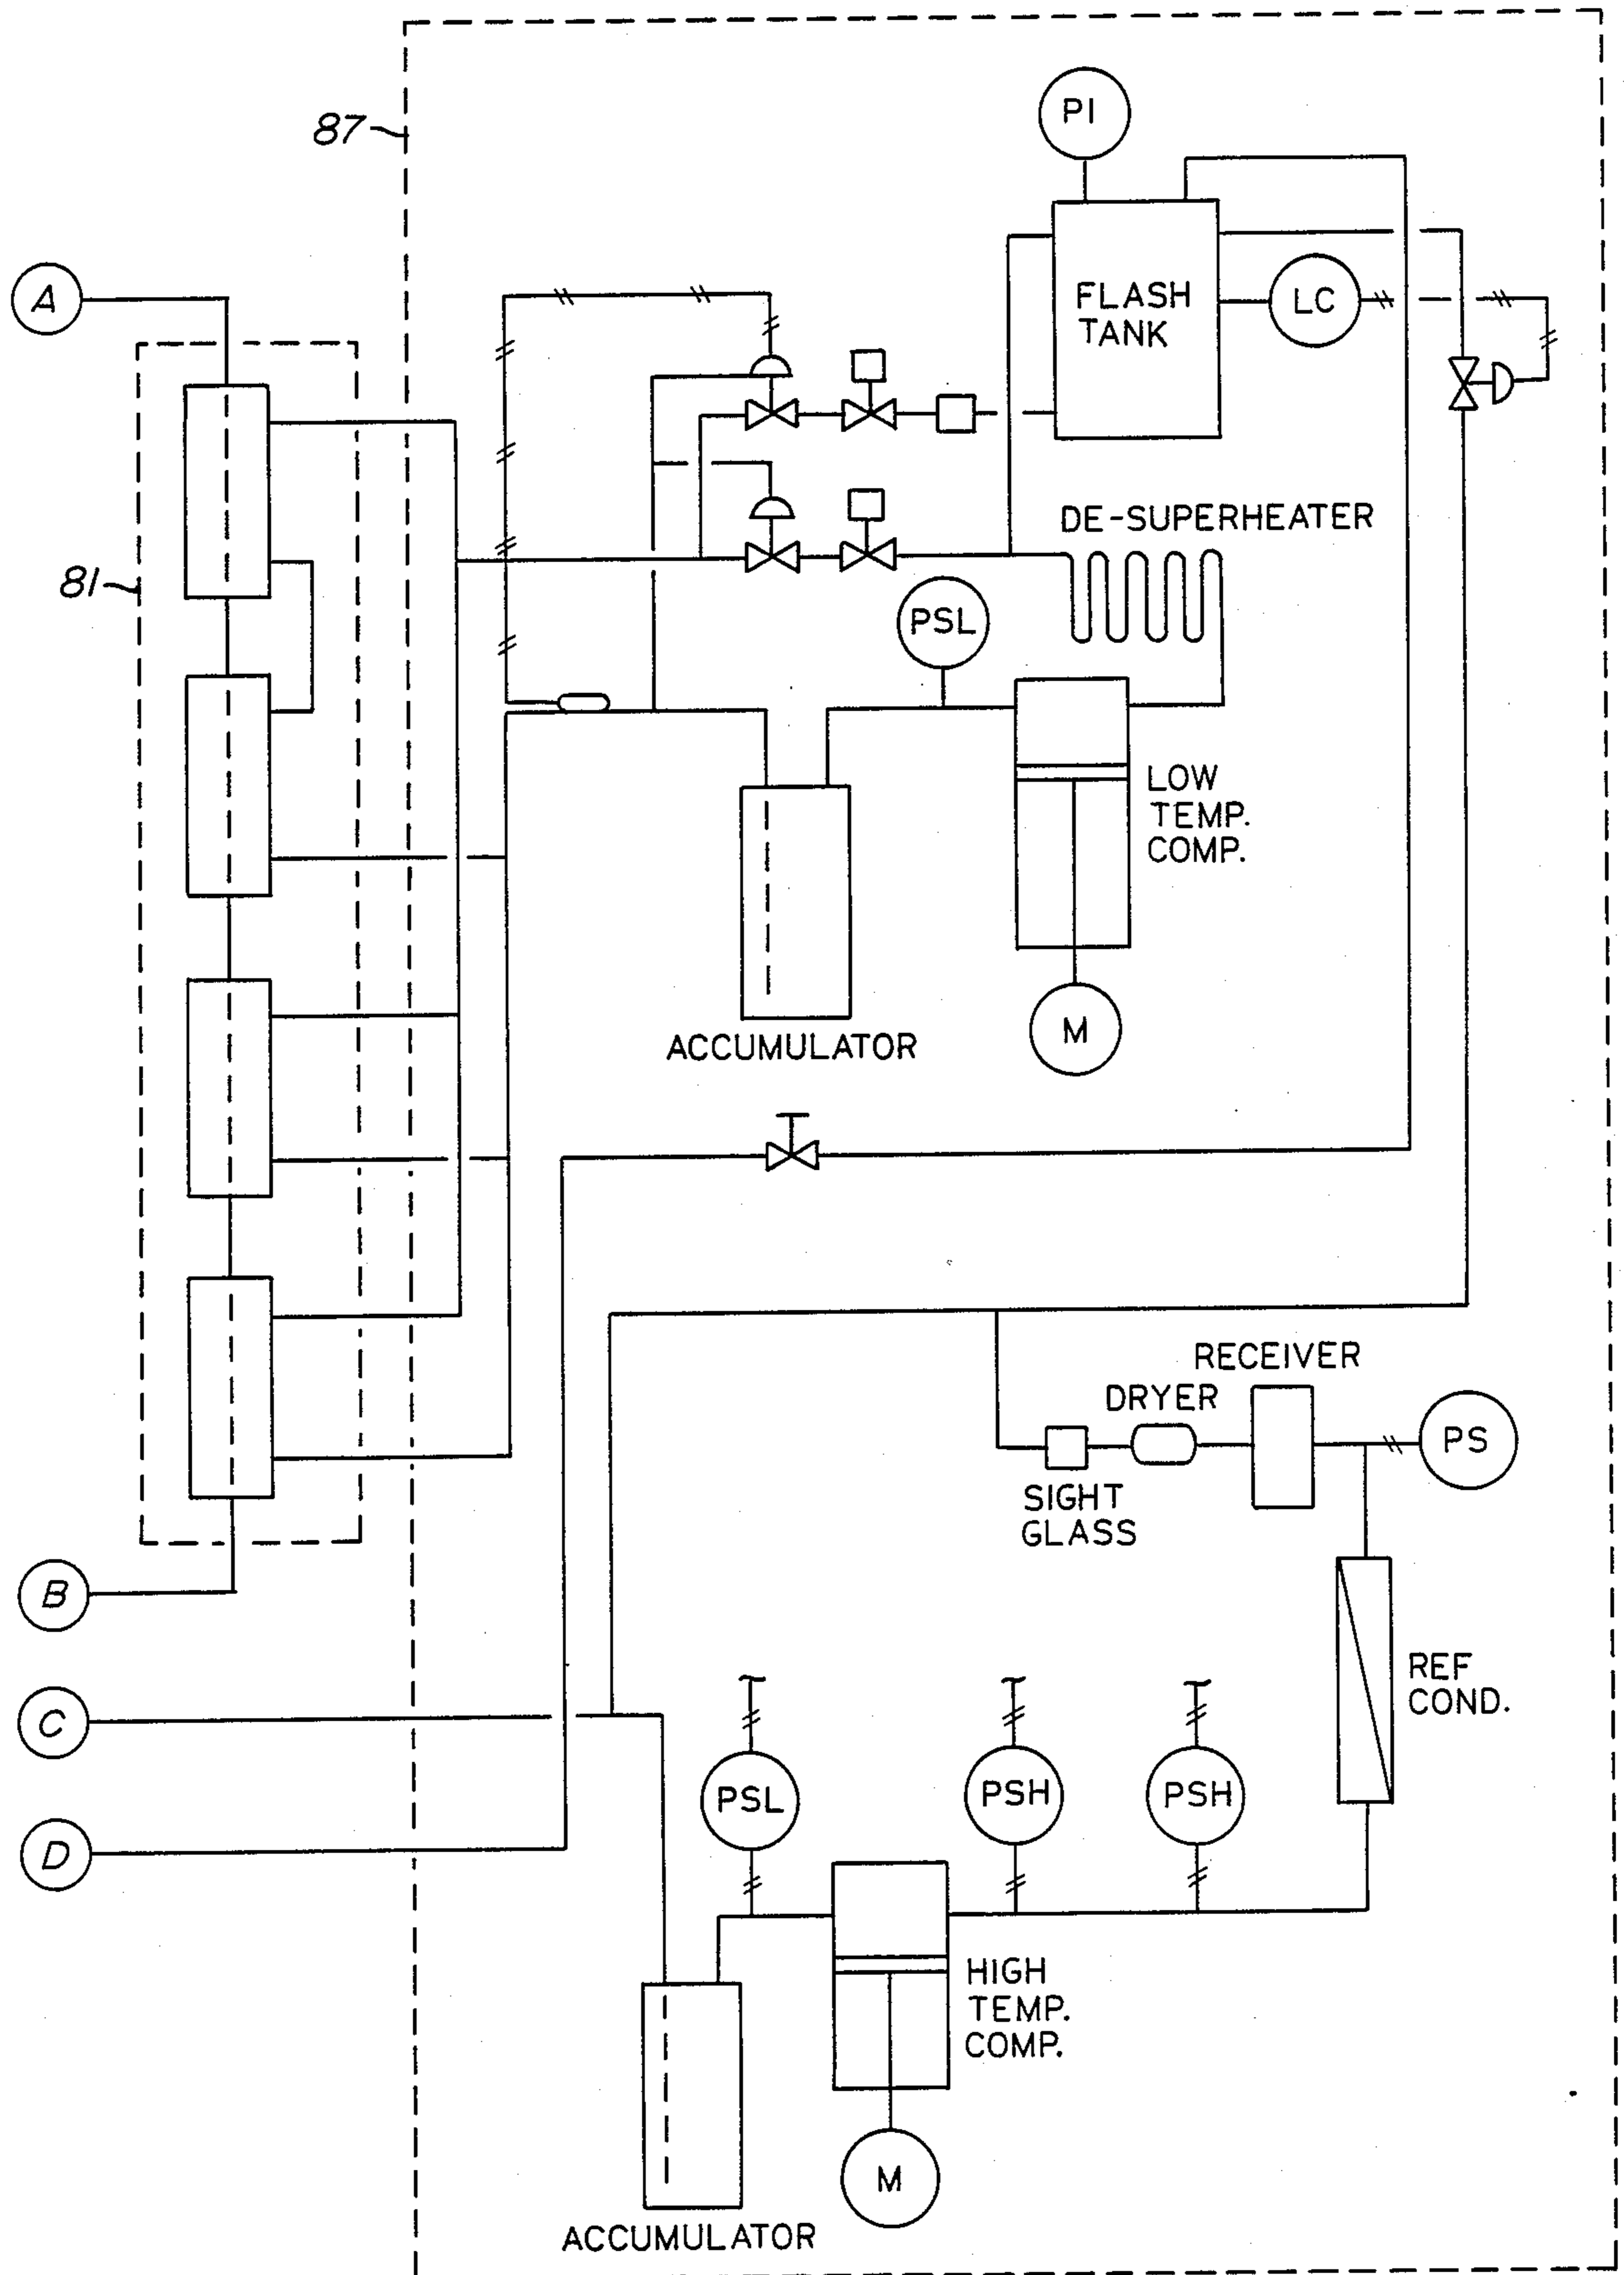 87
PI
A
FLASH
TANK
LC
DE-SUPERHEATER
81
PSL
LOW
TEMP.
COMP.
ACCUMULATOR
M
RECEIVER
DRYER
PS
SIGHT
GLASS
B
REF
COND.
C
PSL
PSH
PSH
D
HIGH
TEMP.
COMP.
M
ACCUMULATOR